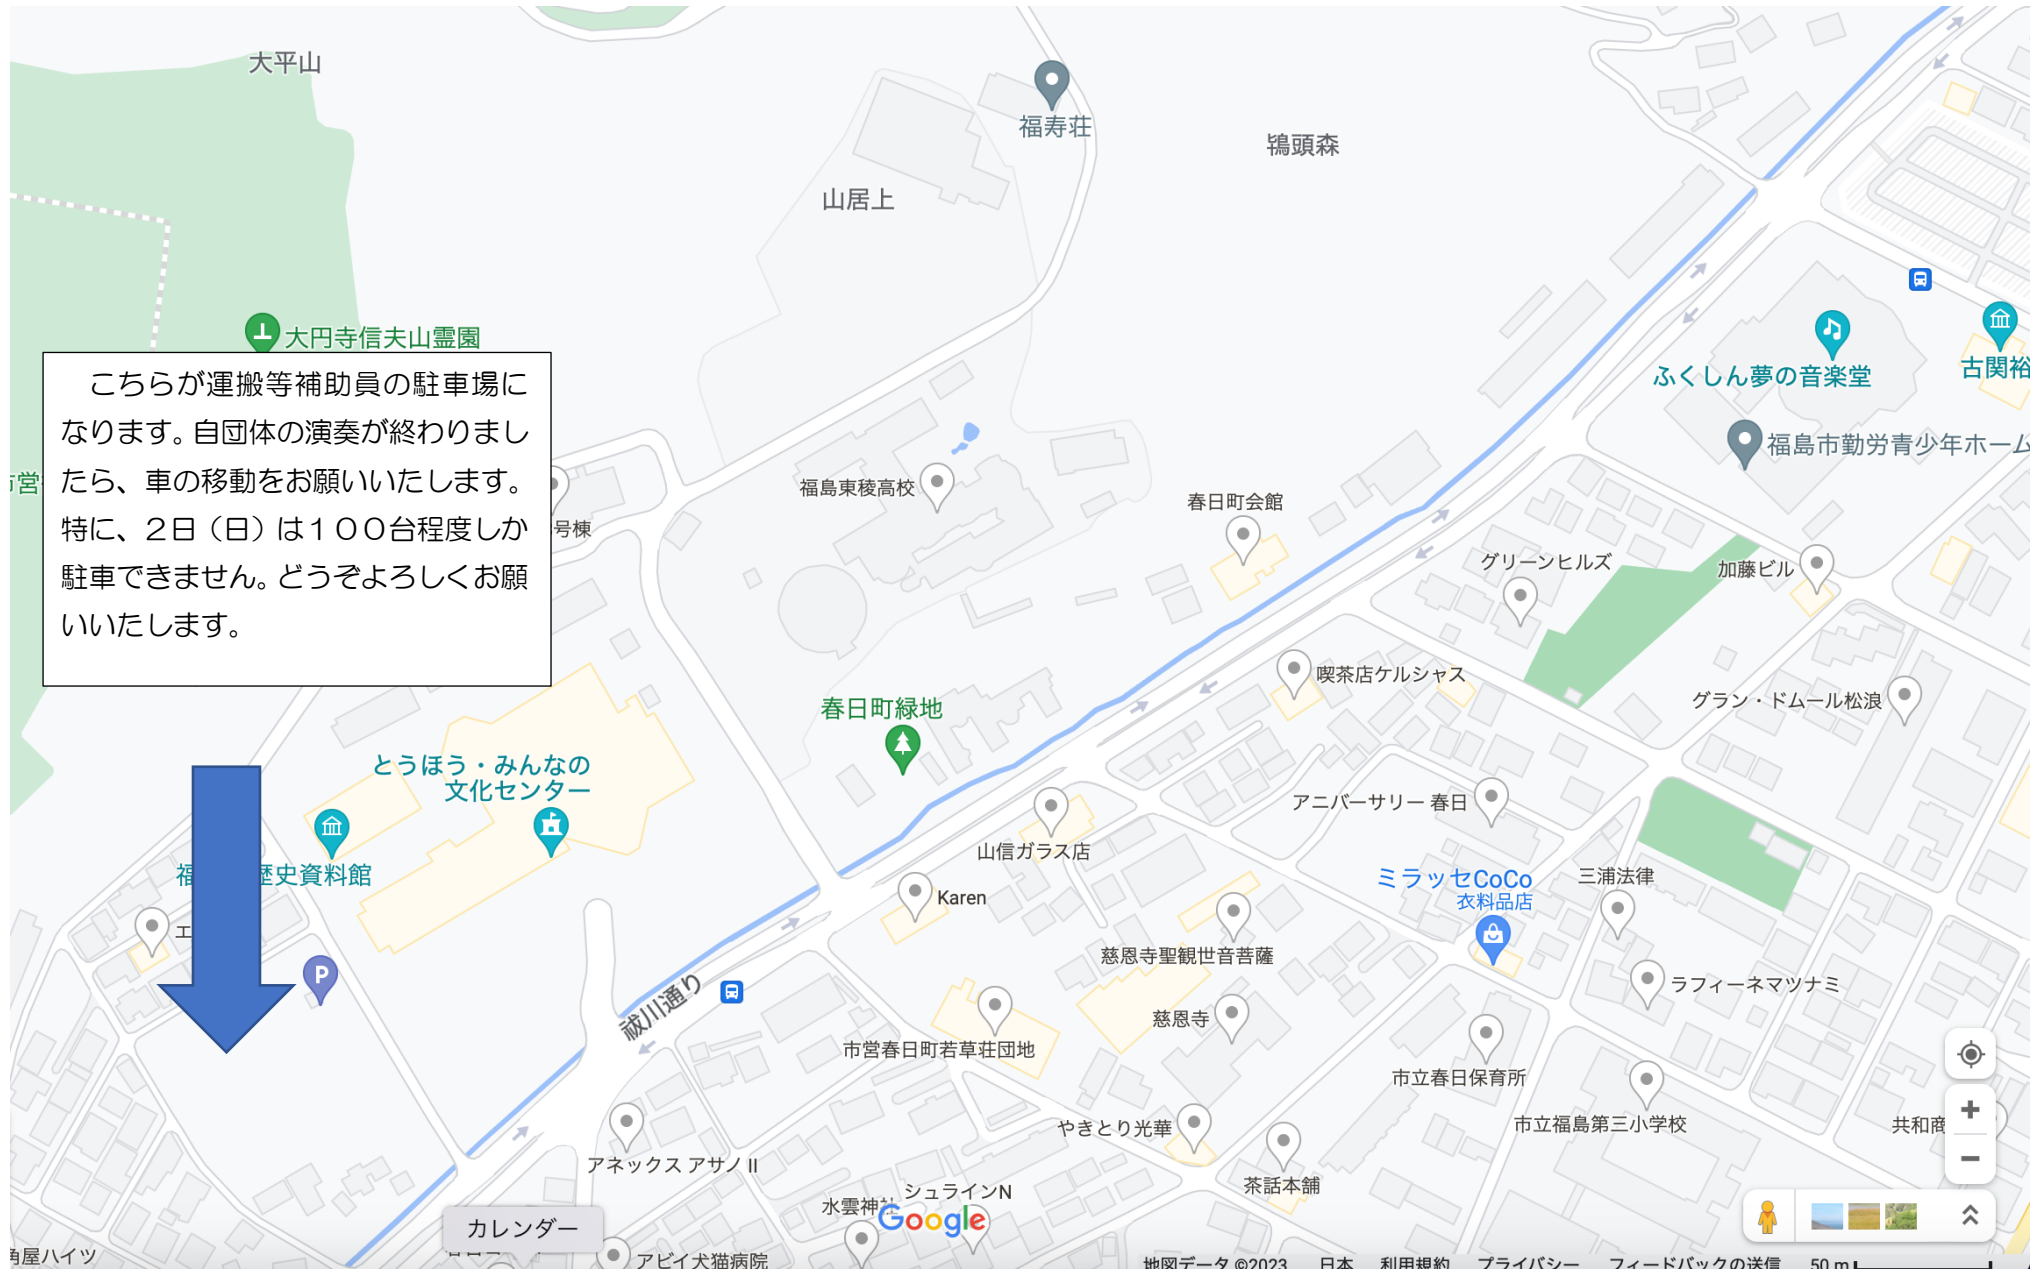 大平山
福寿荘
鴇頭森
山居上
大円寺信夫山霊園
ふくしん夢の音楽堂
古関裕
福島市勤労青少年ホーム
こちらが運搬等補助員の駐車場に
なります。自団体の演奏が終わりまし
たら、車の移動をお願いいたします。
特に、２日（日）は１００台程度しか
駐車できません。どうぞよろしくお願
いいたします。
市営
号棟
福島東稜高校
春日町会館
グリーンヒルズ
加藤ビル
喫茶店ケルシャス
グラン・ドムール松浪
春日町緑地
とうほう・みんなの
文化センター
アニバーサリー 春日
山信ガラス店
福
歴史資料館
ミラッセCoCo
衣料品店
三浦法律
Karen
エ
P
慈恩寺聖観世音菩薩
ラフィーネマツナミ
祓川通り
慈恩寺
市営春日町若草荘団地
市立春日保育所
市立福島第三小学校
共和商
やきとり光華
アネックス アサノ II
茶話本舗
シュラインN
水雲神社
Google
カレンダー
角屋ハイツ
アビイ犬猫病院
地図データ ©2023 日本 利用規約 プライバシー フィードバックの送信 50 m